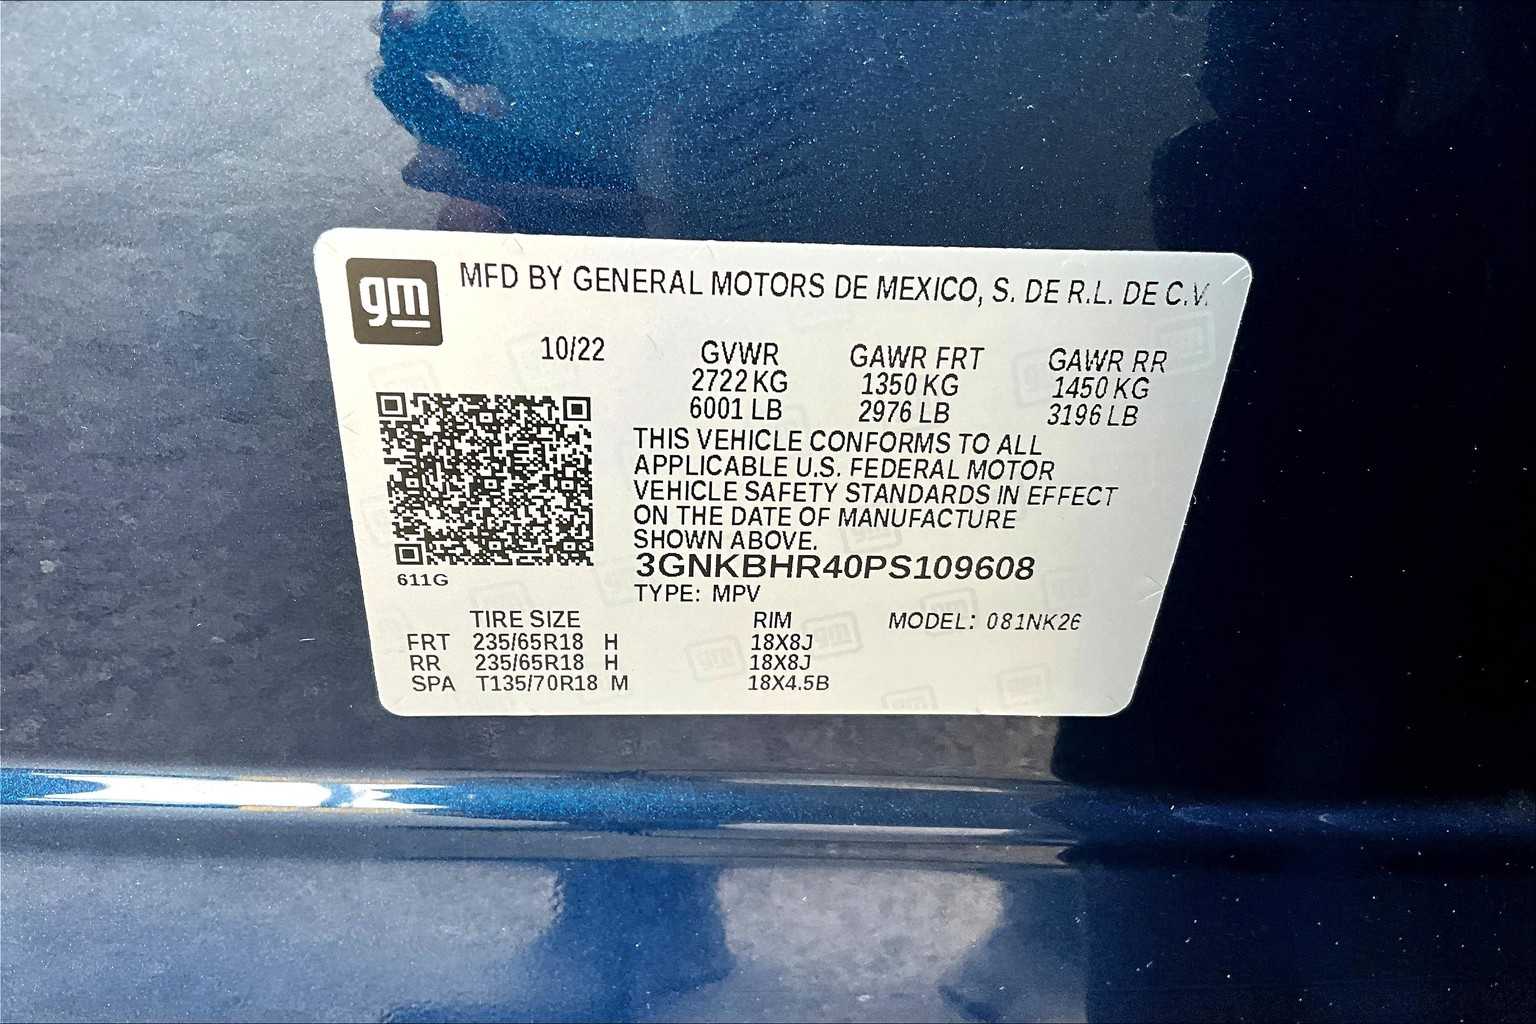 gm MFD BY GENERAL MOTORS DE MEXICO, S. DE R.L. DE C.V.
10/22 GVWR GAWR FRT GAWR RR
2722 KG 1350 KG 1450 KG
6001 LB 2976 LB 3196 LB
THIS VEHICLE CONFORMS TO ALL
APPLICABLE U.S. FEDERAL MOTOR
VEHICLE SAFETY STANDARDS IN EFFECT
ON THE DATE OF MANUFACTURE
SHOWN ABOVE.
3GNKBHR40PS109608
611G TYPE: MPV
TIRE SIZE RIM MODEL: 081NK26
FRT 235/65R18 H 18X8J
RR 235/65R18 H 18X8J
SPA T135/70R18 M 18X4.5B